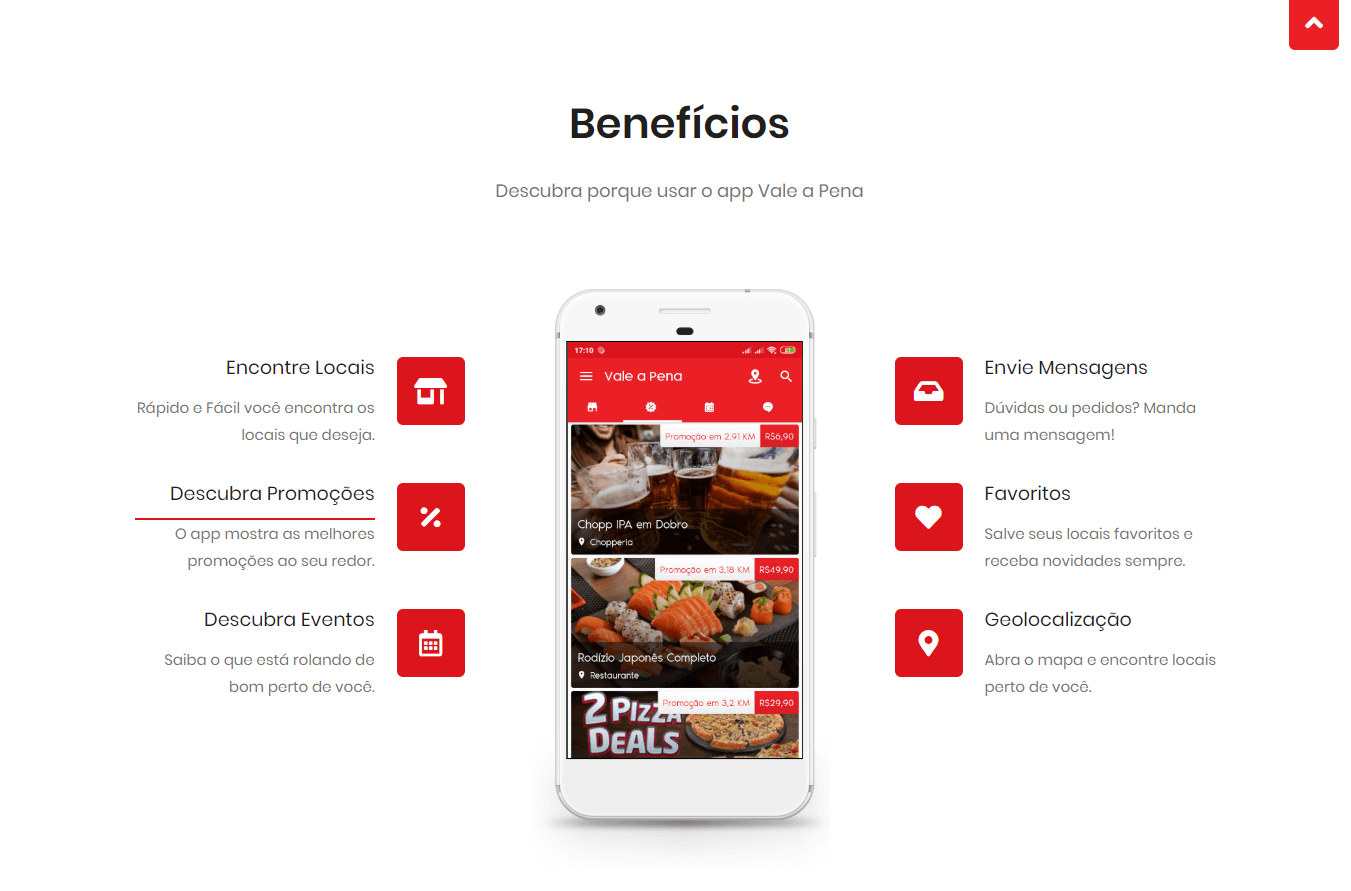 Benefícios
Descubra porque usar o app Vale a Pena
Encontre Locais
Rápido e Fácil você encontra os
locais que deseja.
Descubra Promoções
O app mostra as melhores
promoções ao seu redor.
Descubra Eventos
Saiba o que está rolando de
bom perto de você.
17:10
Vale a Pena
Promoção em 2,91 KM R$6,90
Chopp IPA em Dobro
Chopperia
Promoção em 3,18 KM R$49,90
Rodízio Japonês Completo
Restaurante
Promoção em 3,2 KM R$29,90
2 PIZZA
DEALS
Envie Mensagens
Dúvidas ou pedidos? Manda
uma mensagem!
Favoritos
Salve seus locais favoritos e
receba novidades sempre.
Geolocalização
Abra o mapa e encontre locais
perto de você.